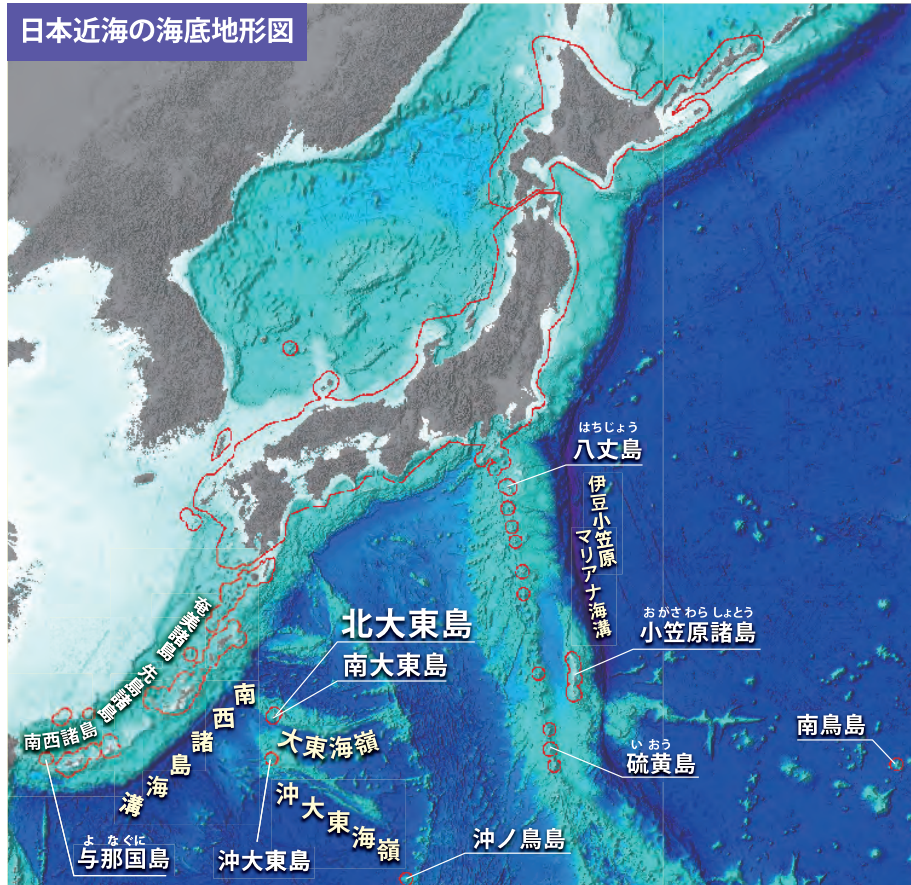 日本近海の海底地形図
はちじょう
八丈島
伊豆小笠原
マリアナ海溝
おがさわらしょとう
小笠原諸島
北大東島
南大東島
奄美諸島
先島諸島
南西諸島
南西諸島海溝
大東海嶺
沖大東海嶺
南鳥島
い おう
硫黄島
沖ノ鳥島
よ な ぐに
与那国島
沖大東島